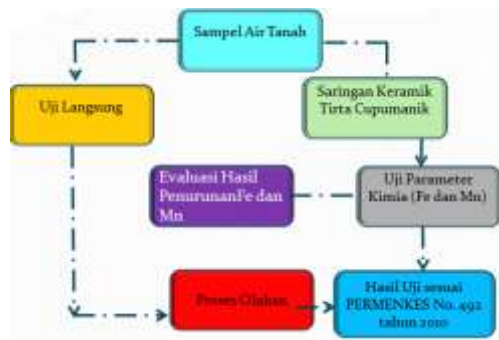 Sampel Air Tanah
Uji Langsung
Saringan Keramik
Tirta Cupumanik
Evaluasi Hasil
PenurunanFe dan
Mn
Uji Parameter
Kimia (Fe dan Mn)
Proses Olahan
Hasil Uji sesuai
PERMENKES No. 492
tahun 2010